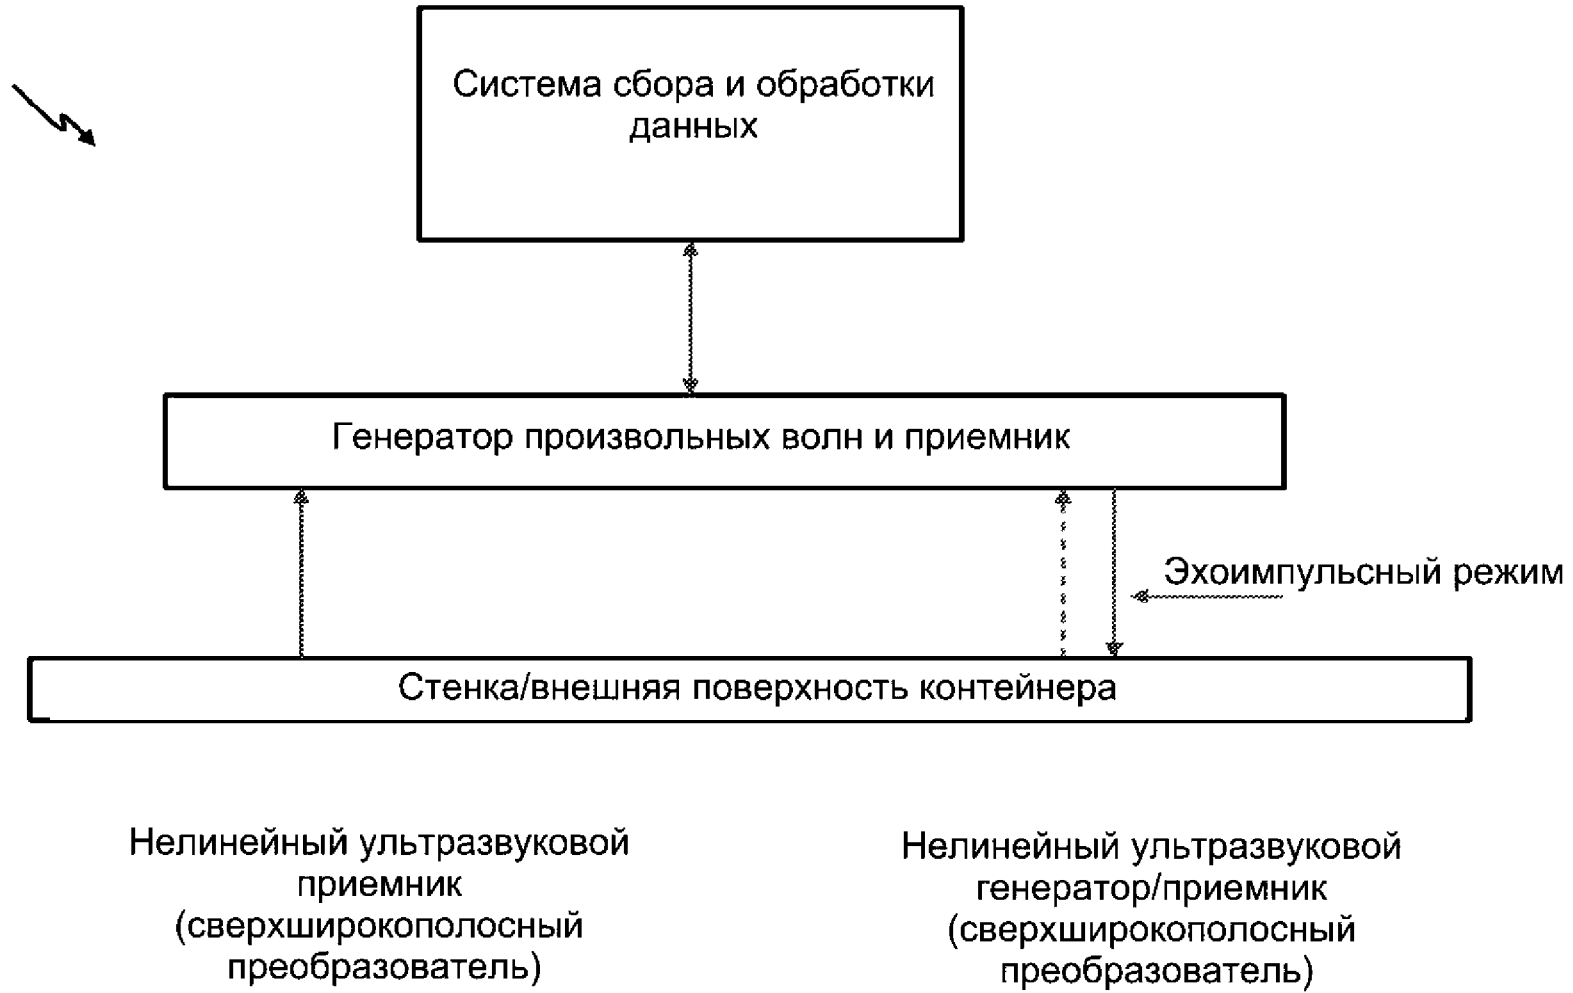 Система сбора и обработки
данных
Генератор произвольных волн и приемник
Эхоимпульсный режим
Стенка/внешняя поверхность контейнера
Нелинейный ультразвуковой
приемник
(сверхширокополосный
преобразователь)
Нелинейный ультразвуковой
генератор/приемник
(сверхширокополосный
преобразователь)